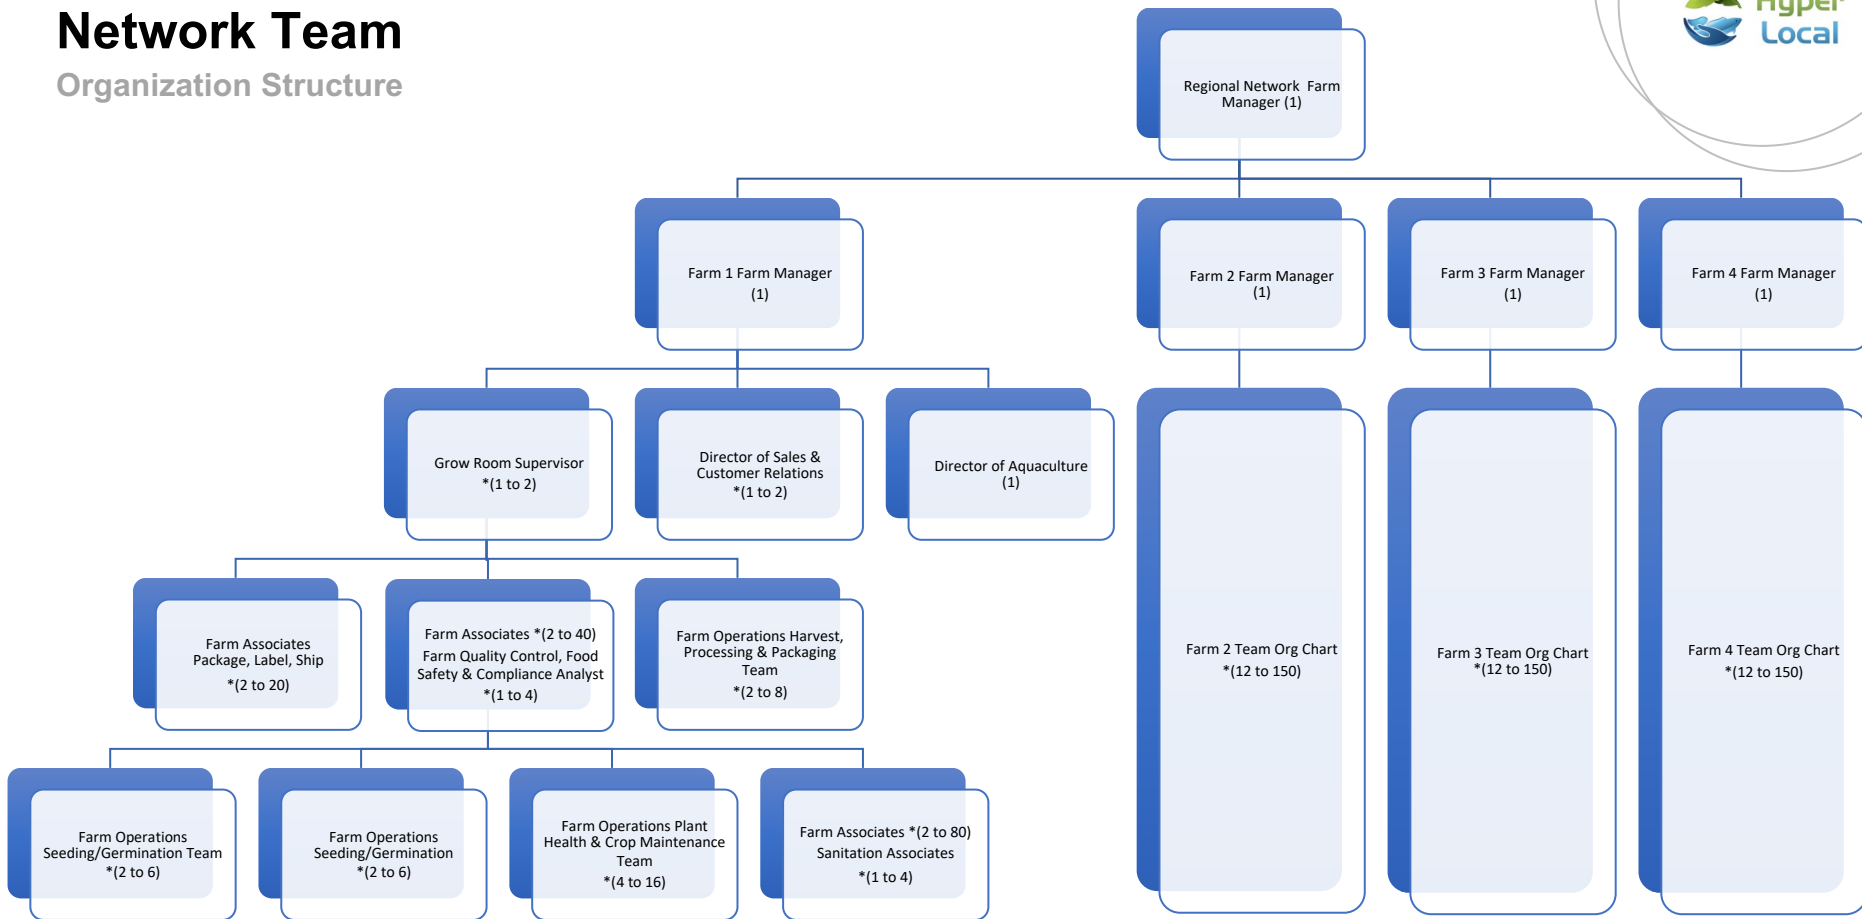 Network Team
Organization Structure
Hyper
Local
Regional Network Farm
Manager (1)
Farm 1 Farm Manager
(1)
Farm 2 Farm Manager
(1)
Farm 3 Farm Manager
(1)
Farm 4 Farm Manager
(1)
Grow Room Supervisor
*(1 to 2)
Director of Sales &
Customer Relations
*(1 to 2)
Director of Aquaculture
(1)
Farm 2 Team Org Chart
*(12 to 150)
Farm 3 Team Org Chart
*(12 to 150)
Farm 4 Team Org Chart
*(12 to 150)
Farm Associates
Package, Label, Ship
*(2 to 20)
Farm Associates *(2 to 40)
Farm Quality Control, Food
Safety & Compliance Analyst
*(1 to 4)
Farm Operations Harvest,
Processing & Packaging
Team
*(2 to 8)
Farm Operations
Seeding/Germination Team
*(2 to 6)
Farm Operations
Seeding/Germination
*(2 to 6)
Farm Operations Plant
Health & Crop Maintenance
Team
*(4 to 16)
Farm Associates *(2 to 80)
Sanitation Associates
*(1 to 4)